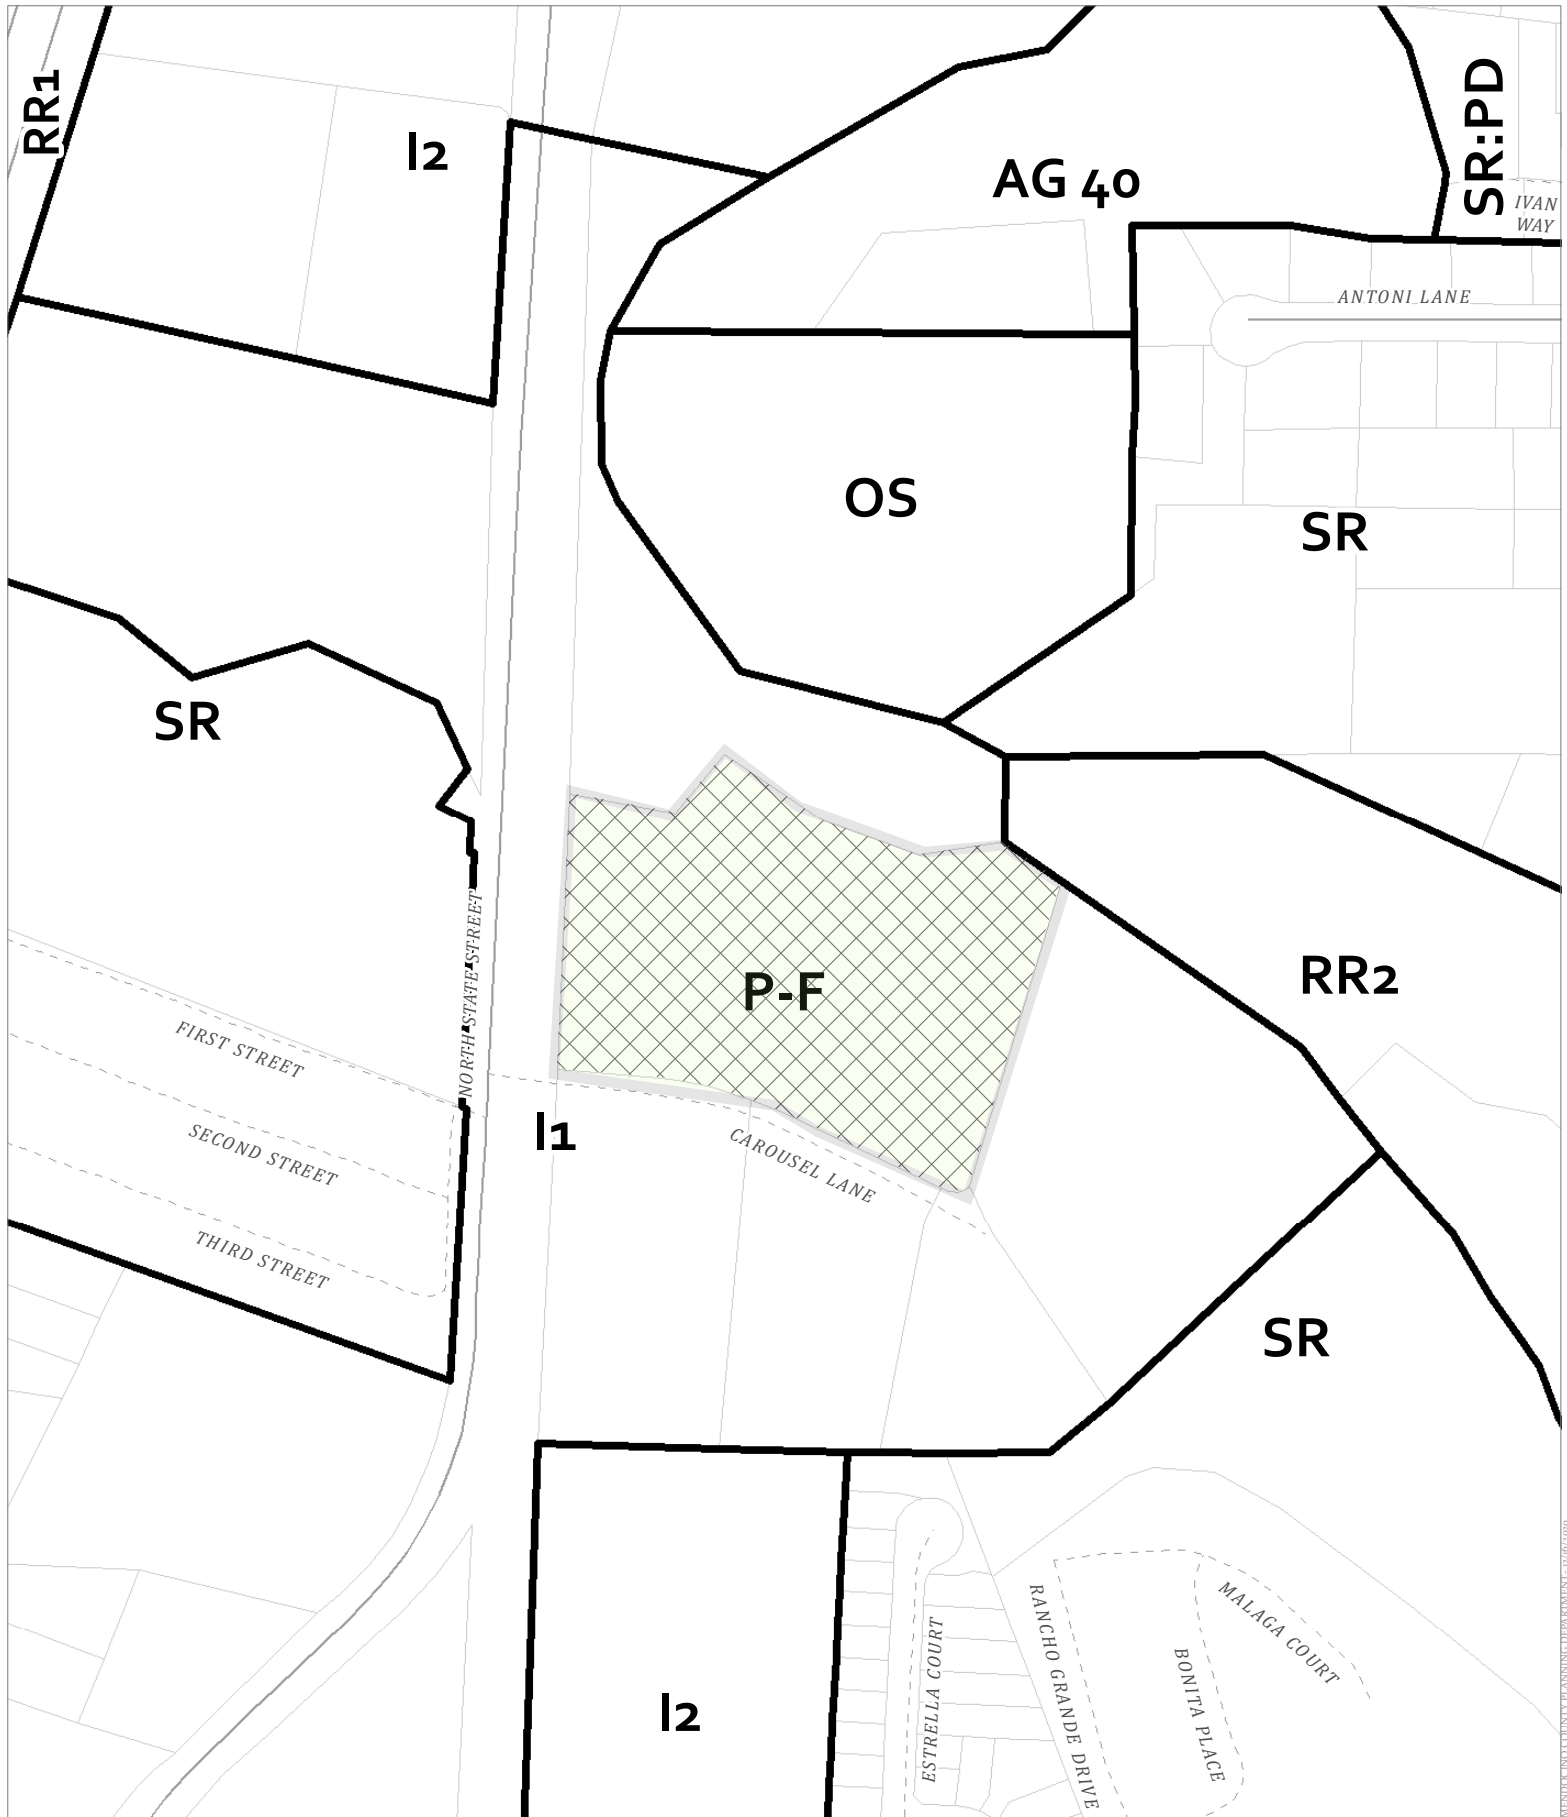 RR1
I2
AG 40
SR::PD
IVAN
WAY
ANTONI LANE
OS
SR
SR
P-F
RR2
NORTH STATE STREET
FIRST STREET
SECOND STREET
THIRD STREET
I1
CAROUSEL LANE
SR
I2
ESTRELLA COURT
RANCHO GRANDE DRIVE
BONITA PLACE
MALAGA COURT